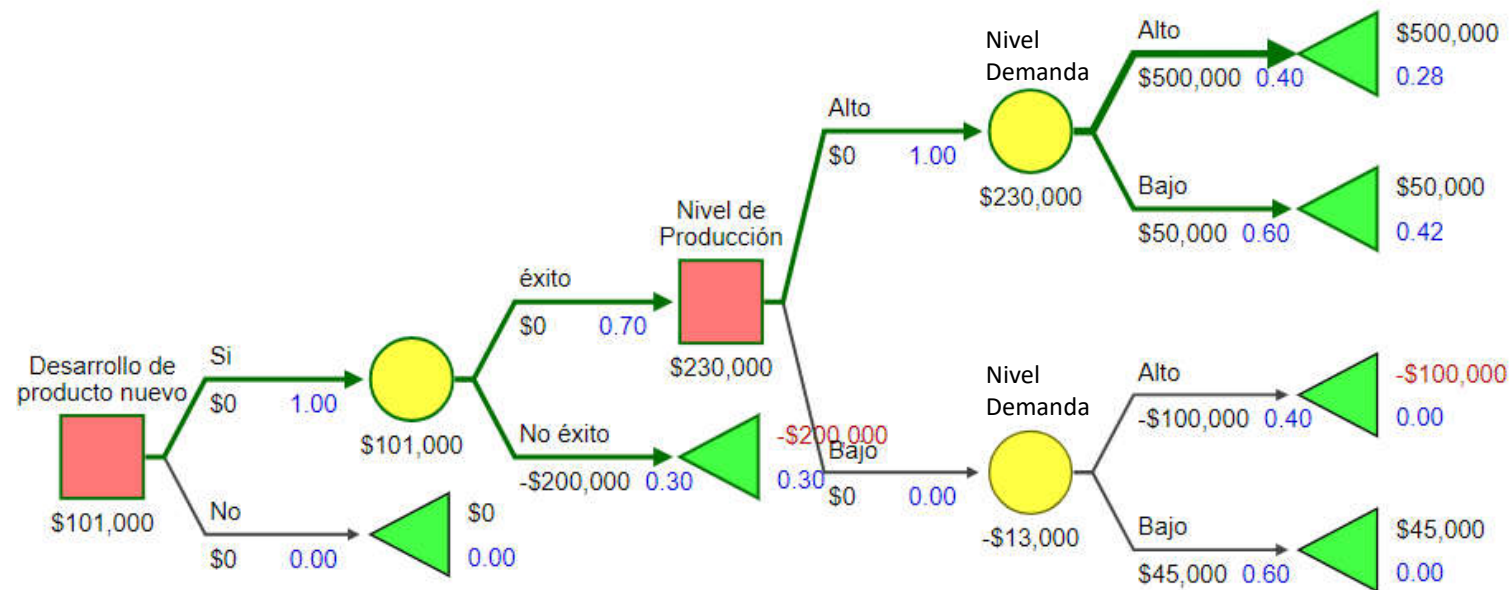 Nivel
Demanda
Alto
$500,000 0.40
$500,000
0.28
Alto
$0 1.00
$230,000
Bajo
$50,000 0.60
$50,000
0.42
Nivel de
Producción
$230,000
éxito
$0 0.70
Desarrollo de
producto nuevo
$101,000
Si
$0 1.00
$101,000
No éxito
-$200,000 0.30
-$200,000
0.30
Bajo
$0 0.00
Nivel
Demanda
-$13,000
Alto
-$100,000 0.40
-$100,000
0.00
No
$0 0.00
$0
0.00
Bajo
$45,000 0.60
$45,000
0.00